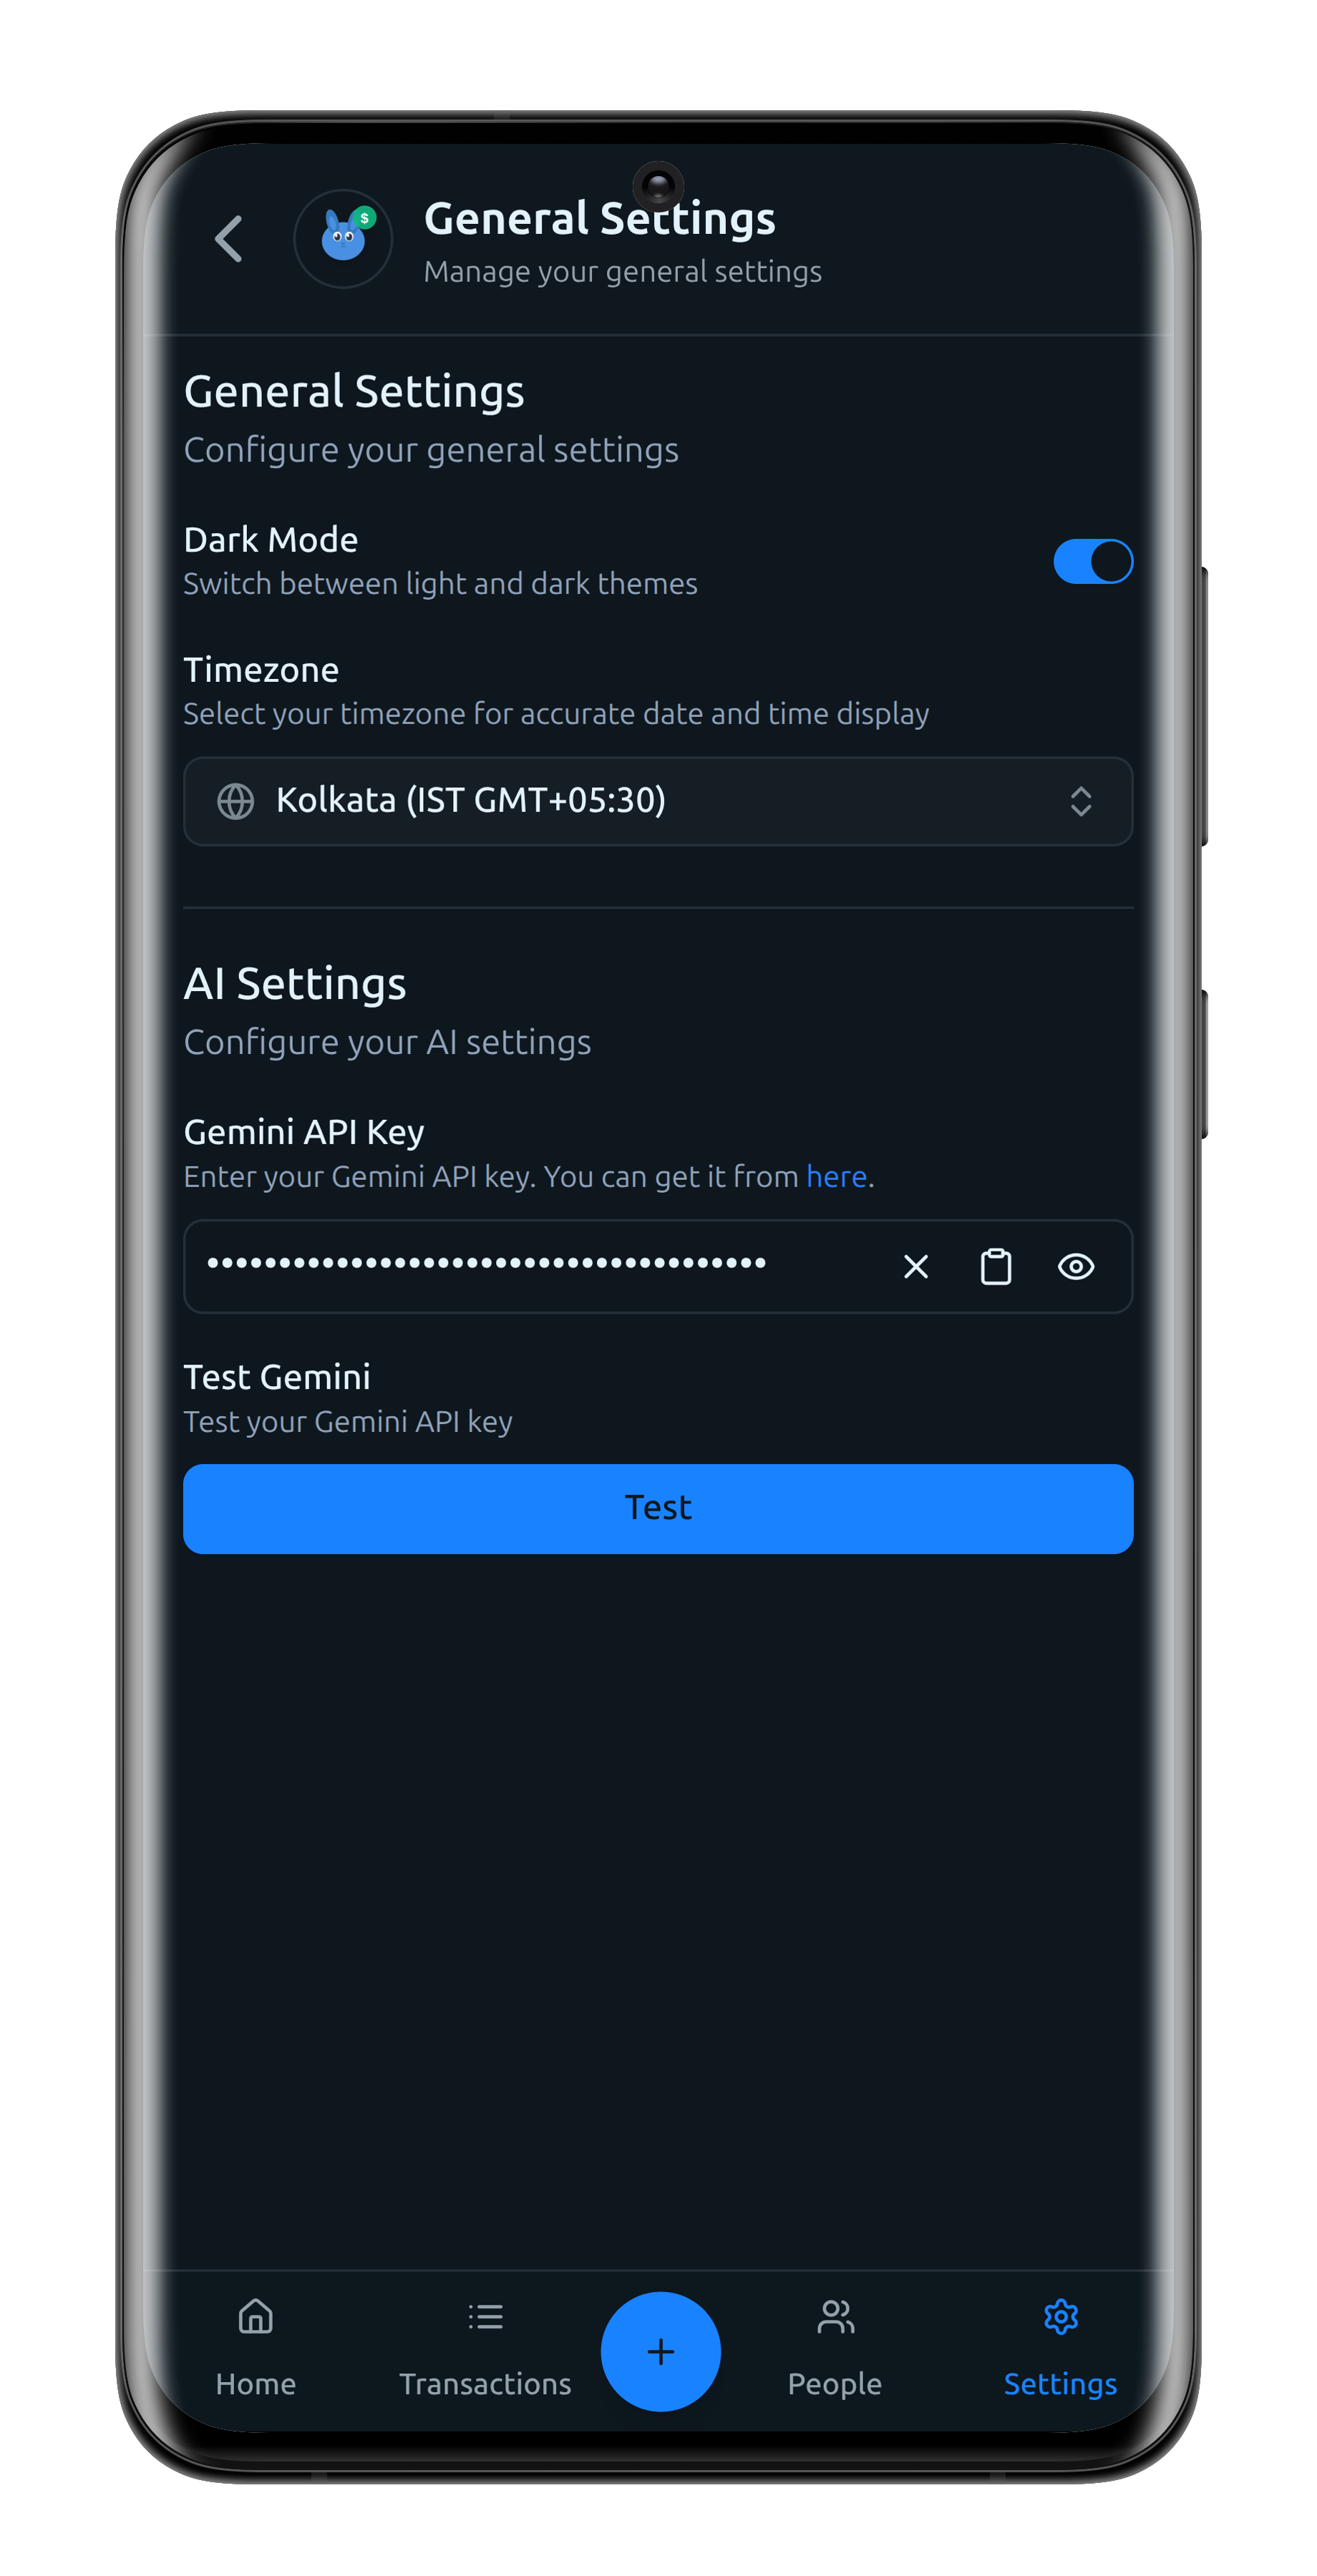 $
General Settings
Manage your general settings
General Settings
Configure your general settings
Dark Mode
Switch between light and dark themes
Timezone
Select your timezone for accurate date and time display
Kolkata (IST GMT+05:30)
AI Settings
Configure your AI settings
Gemini API Key
Enter your Gemini API key. You can get it from here.
•••••••••••••••••••••••••••••••••••••••
Test Gemini
Test your Gemini API key
Test
Home Transactions + People Settings